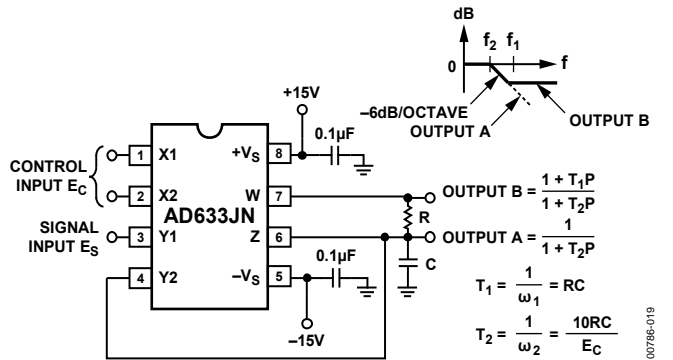 dB
f2 f1
0
f
–6dB/OCTAVE
OUTPUT A
OUTPUT B
+15V
0.1µF
CONTROL
INPUT EC
SIGNAL
INPUT ES
1 X1
2 X2
3 Y1
4 Y2
AD633JN
+VS 8
W 7
Z 6
–VS 5
R
C
0.1µF
–15V
OUTPUT B = 1 + T1P / 1 + T2P
OUTPUT A = 1 / 1 + T2P
T1 = 1 / ω1 = RC
T2 = 1 / ω2 = 10RC / EC
00786-019